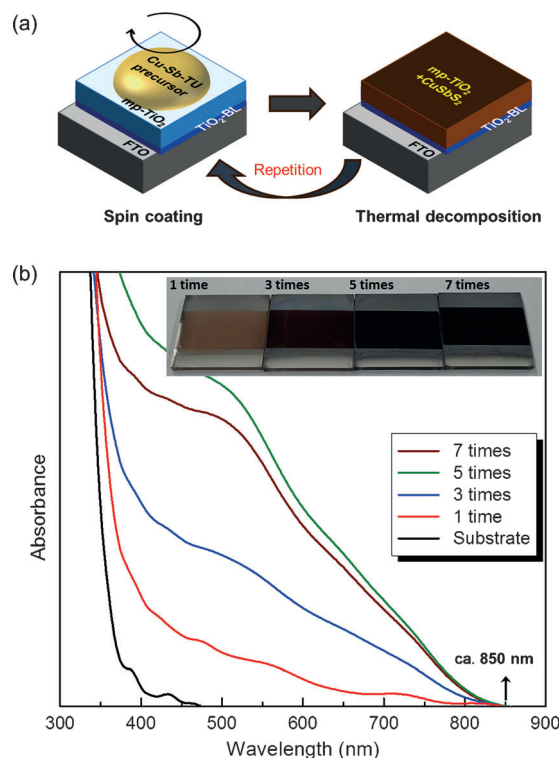 (a)
Cu-Sb-TU
precursor
mp-TiO₂
TiO₂-BL
FTO
Spin coating
Repetition
mp-TiO₂
+CuSbS₂
TiO₂-BL
FTO
Thermal decomposition
(b)
1 time 3 times 5 times 7 times
7 times
5 times
3 times
1 time
Substrate
ca. 850 nm
Absorbance
300 400 500 600 700 800 900
Wavelength (nm)